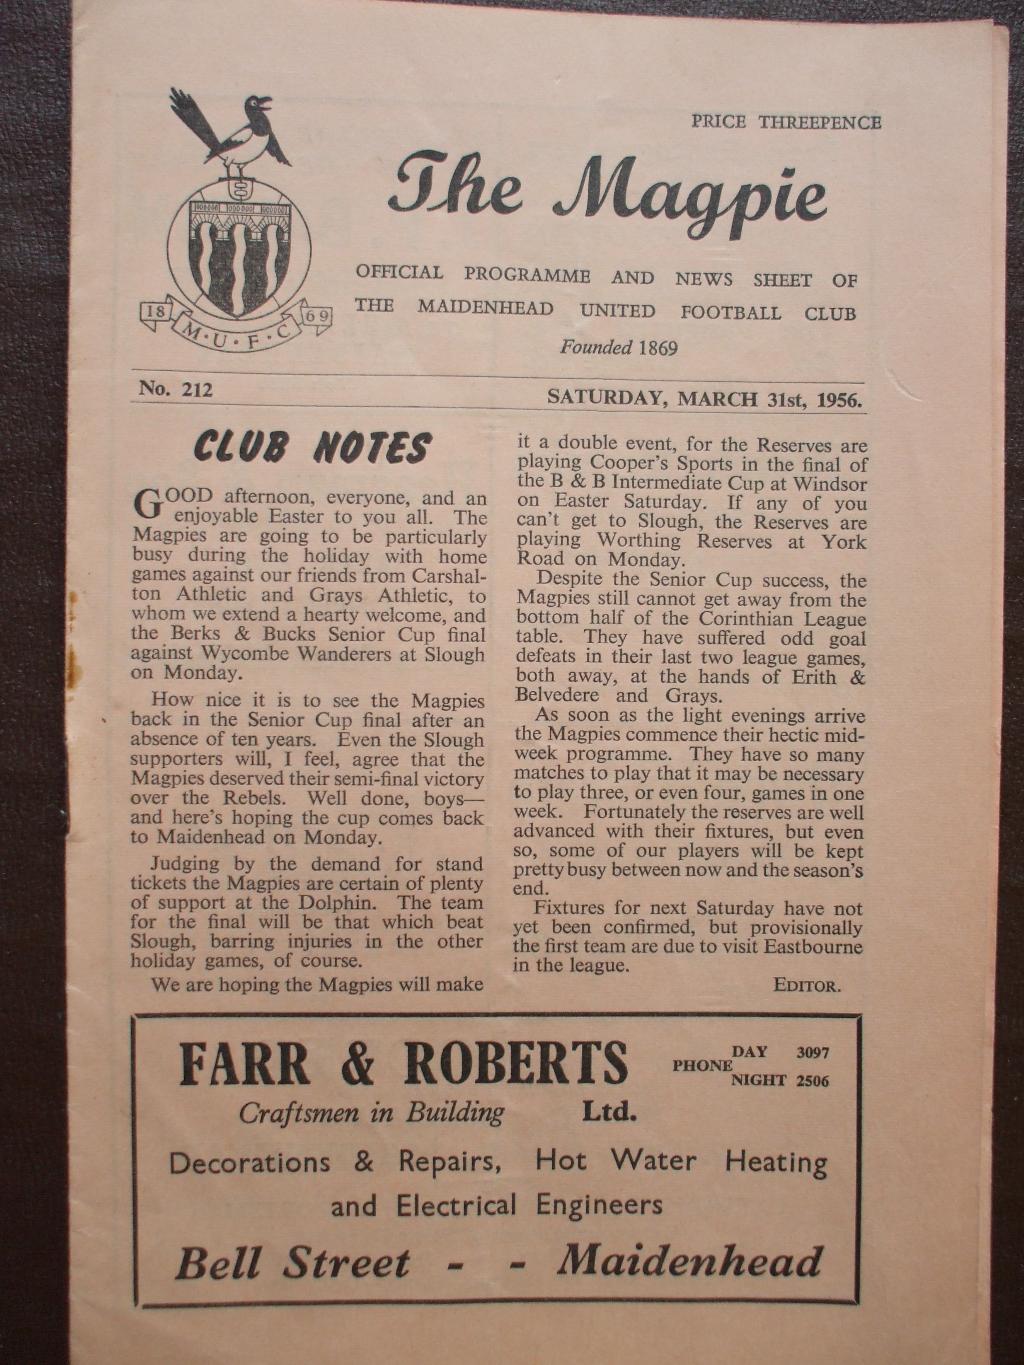 PRICE THREEPENCE
The Magpie
OFFICIAL PROGRAMME AND NEWS SHEET OF
THE MAIDENHEAD UNITED FOOTBALL CLUB
Founded 1869
18 69
M·U·F·C
No. 212
SATURDAY, MARCH 31st, 1956.
CLUB NOTES
GOOD afternoon, everyone, and an
enjoyable Easter to you all. The
Magpies are going to be particularly
busy during the holiday with home
games against our friends from Carshal-
ton Athletic and Grays Athletic, to
whom we extend a hearty welcome, and
the Berks & Bucks Senior Cup final
against Wycombe Wanderers at Slough
on Monday.
How nice it is to see the Magpies
back in the Senior Cup final after an
absence of ten years. Even the Slough
supporters will, I feel, agree that the
Magpies deserved their semi-final victory
over the Rebels. Well done, boys—
and here's hoping the cup comes back
to Maidenhead on Monday.
Judging by the demand for stand
tickets the Magpies are certain of plenty
of support at the Dolphin. The team
for the final will be that which beat
Slough, barring injuries in the other
holiday games, of course.
We are hoping the Magpies will make
it a double event, for the Reserves are
playing Cooper's Sports in the final of
the B & B Intermediate Cup at Windsor
on Easter Saturday. If any of you
can't get to Slough, the Reserves are
playing Worthing Reserves at York
Road on Monday.
Despite the Senior Cup success, the
Magpies still cannot get away from the
bottom half of the Corinthian League
table. They have suffered odd goal
defeats in their last two league games,
both away, at the hands of Erith &
Belvedere and Grays.
As soon as the light evenings arrive
the Magpies commence their hectic mid-
week programme. They have so many
matches to play that it may be necessary
to play three, or even four, games in one
week. Fortunately the reserves are well
advanced with their fixtures, but even
so, some of our players will be kept
pretty busy between now and the season's
end.
Fixtures for next Saturday have not
yet been confirmed, but provisionally
the first team are due to visit Eastbourne
in the league.
EDITOR.
FARR & ROBERTS
PHONE DAY 3097
NIGHT 2506
Craftsmen in Building Ltd.
Decorations & Repairs, Hot Water Heating
and Electrical Engineers
Bell Street - - Maidenhead